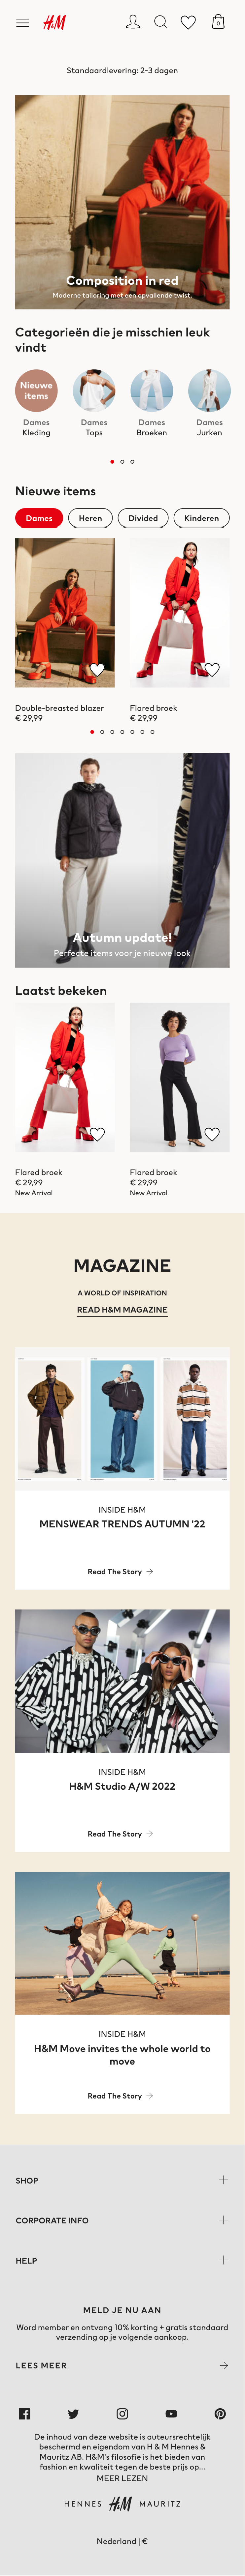 H&M
0
Standaardlevering: 2-3 dagen
Composition in red
Moderne tailoring met een opvallende twist.
Categorieën die je misschien leuk
vindt
Nieuwe
items
Dames
Kleding
Dames
Tops
Dames
Broeken
Dames
Jurken
Nieuwe items
Dames
Heren
Divided
Kinderen
Double-breasted blazer
€ 29,99
Flared broek
€ 29,99
Autumn update!
Perfecte items voor je nieuwe look
Laatst bekeken
Flared broek
€ 29,99
New Arrival
Flared broek
€ 29,99
New Arrival
MAGAZINE
A WORLD OF INSPIRATION
READ H&M MAGAZINE
INSIDE H&M
MENSWEAR TRENDS AUTUMN '22
Read The Story
INSIDE H&M
H&M Studio A/W 2022
Read The Story
INSIDE H&M
H&M Move invites the whole world to
move
Read The Story
SHOP
CORPORATE INFO
HELP
MELD JE NU AAN
Word member en ontvang 10% korting + gratis standaard
verzending op je volgende aankoop.
LEES MEER
De inhoud van deze website is auteursrechtelijk
beschermd en eigendom van H & M Hennes &
Mauritz AB. H&M's filosofie is het bieden van
fashion en kwaliteit tegen de beste prijs op...
MEER LEZEN
HENNES H&M MAURITZ
Nederland | €